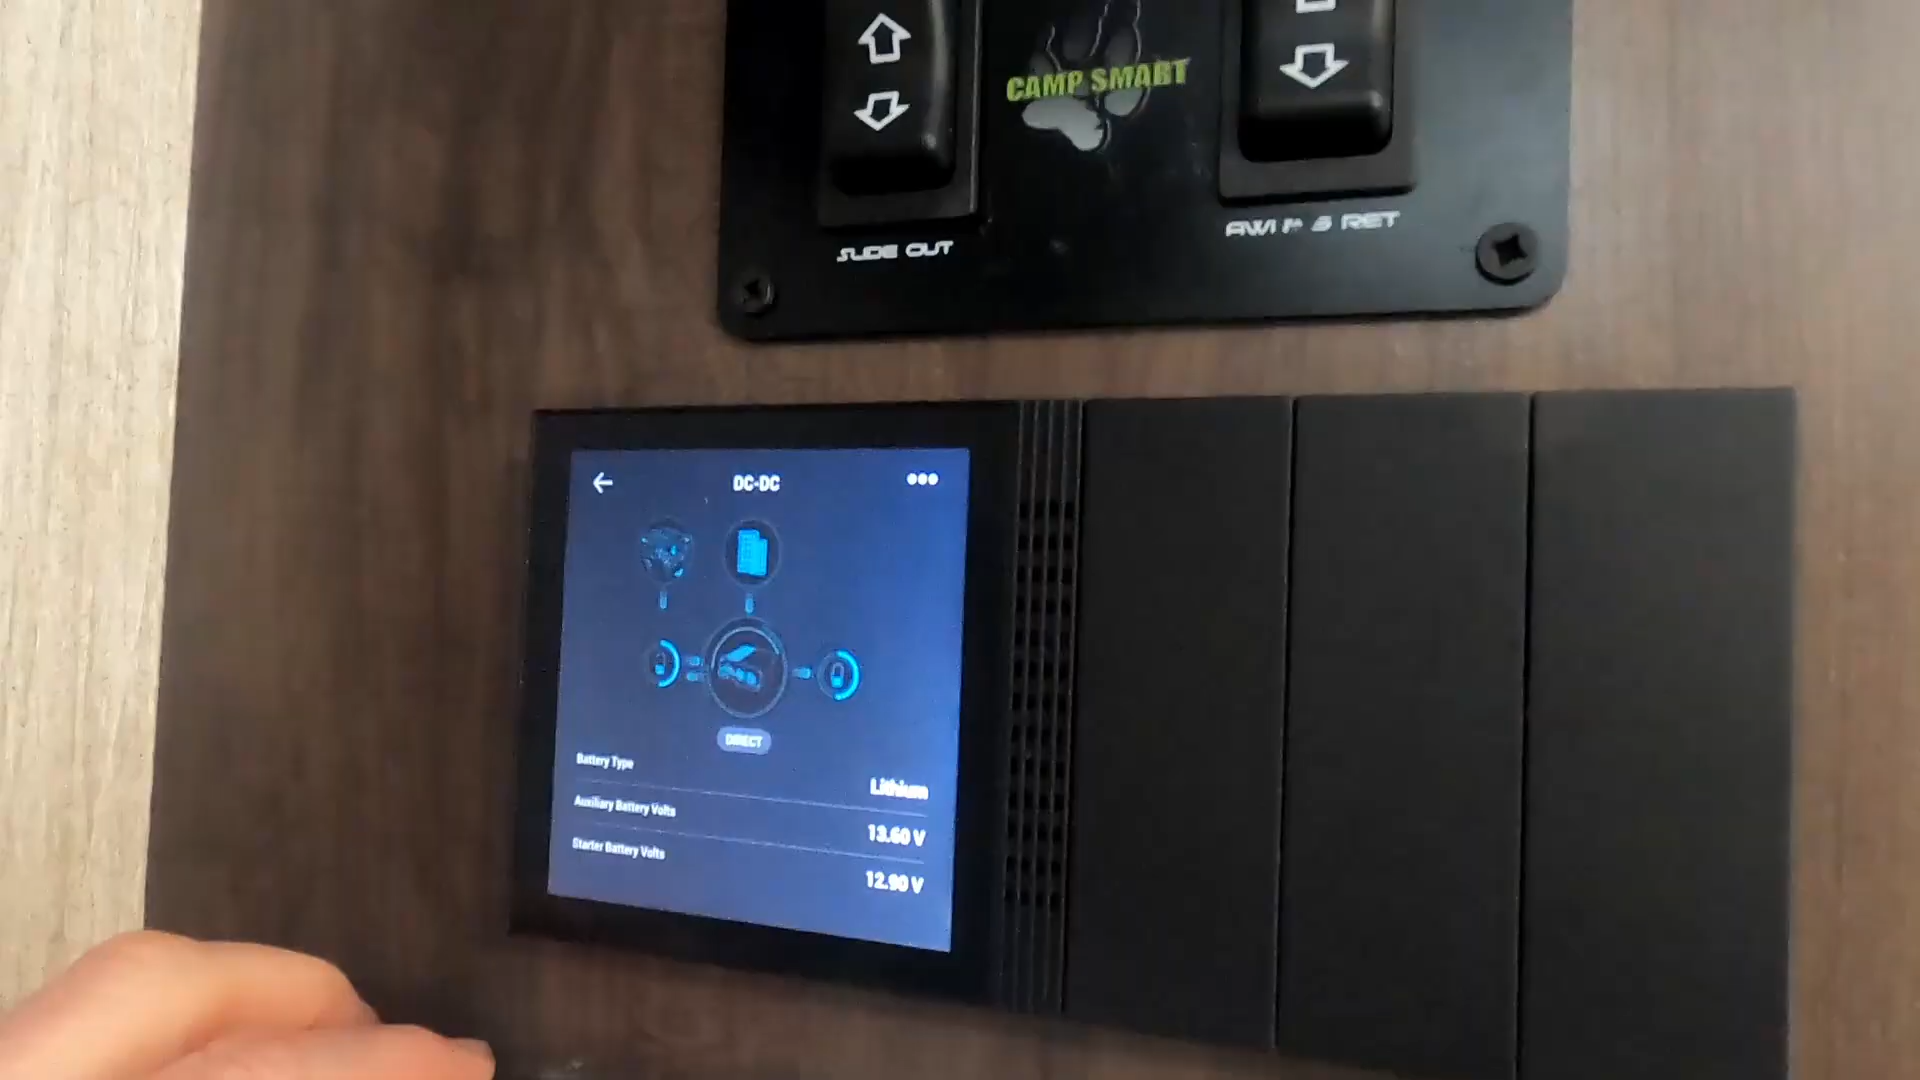 CAMP SMART
SLIDE OUT
RET
DC-DC
DIRECT
Battery Type
Lithium
Auxiliary Battery Volts
13.60 V
Starter Battery Volts
12.90 V